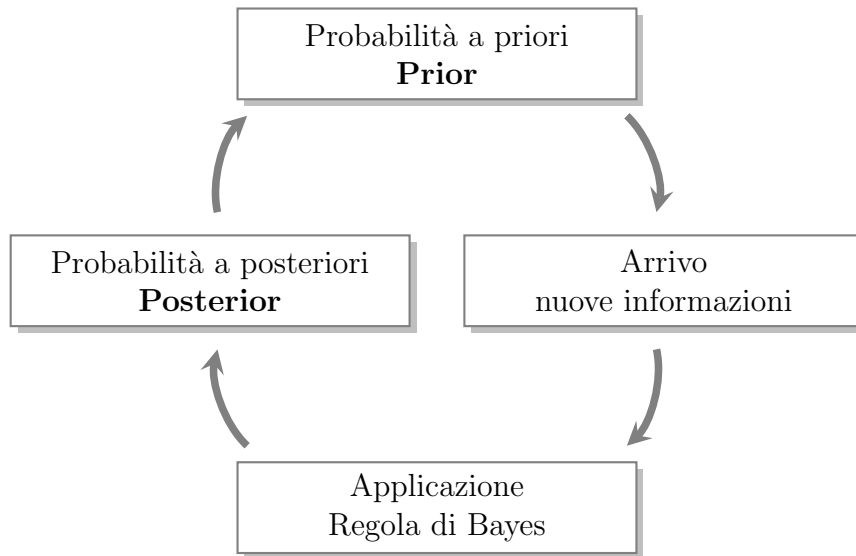 Probabilità a priori
Prior
Arrivo
nuove informazioni
Applicazione
Regola di Bayes
Probabilità a posteriori
Posterior